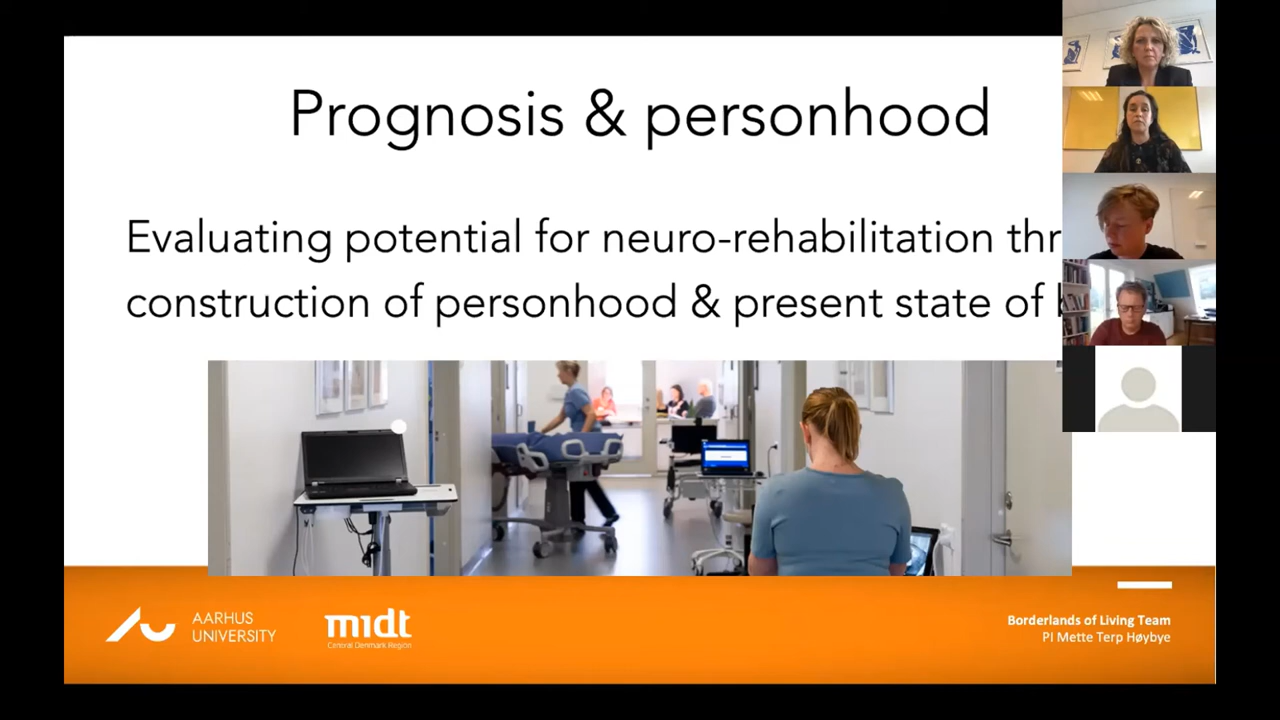 Prognosis & personhood
Evaluating potential for neuro-rehabilitation
construction of personhood & present state of
AARHUS
UNIVERSITY
midt
Central Denmark Region
Borderlands of Living Team
PI Mette Terp Høybye